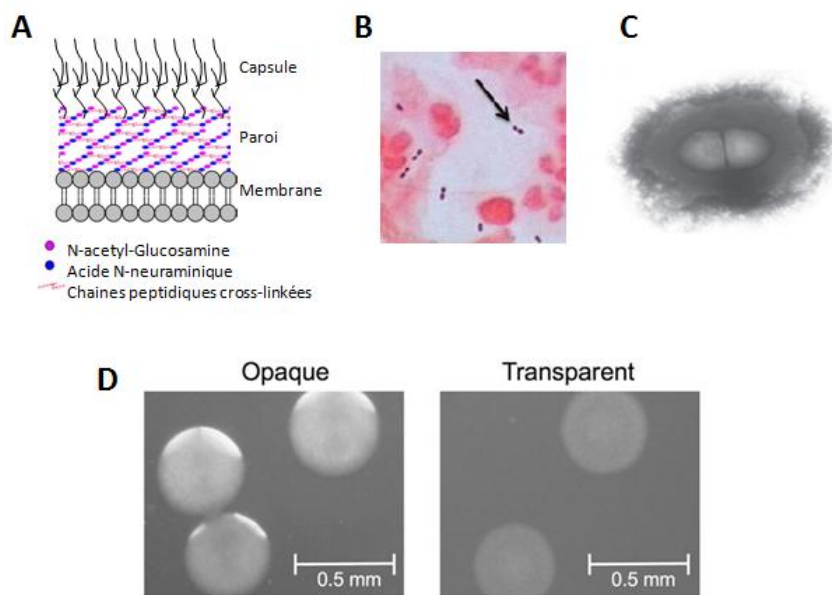 A
Capsule
Paroi
Membrane
N-acetyl-Glucosamine
Acide N-neuraminique
Chaines peptidiques cross-linkées
B
C
D
Opaque
0.5 mm
Transparent
0.5 mm